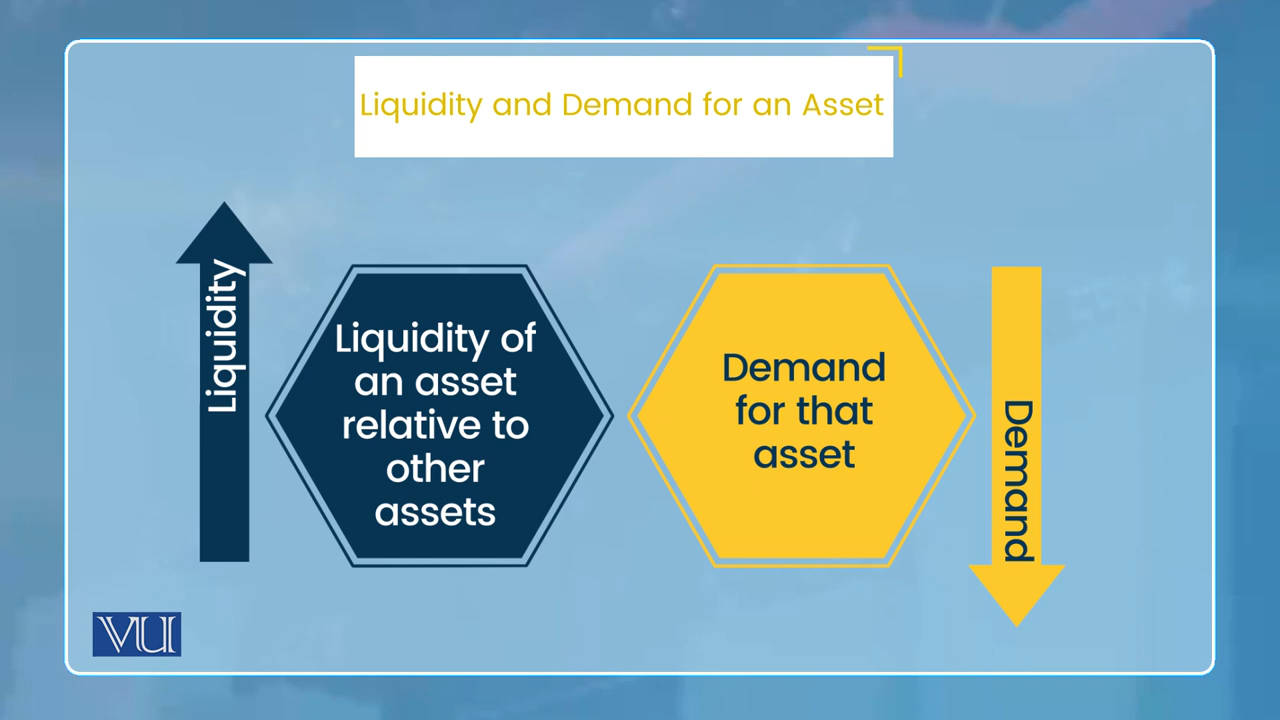 Liquidity and Demand for an Asset
Liquidity
Liquidity of
an asset
relative to
other
assets
Demand
for that
asset
Demand
VU